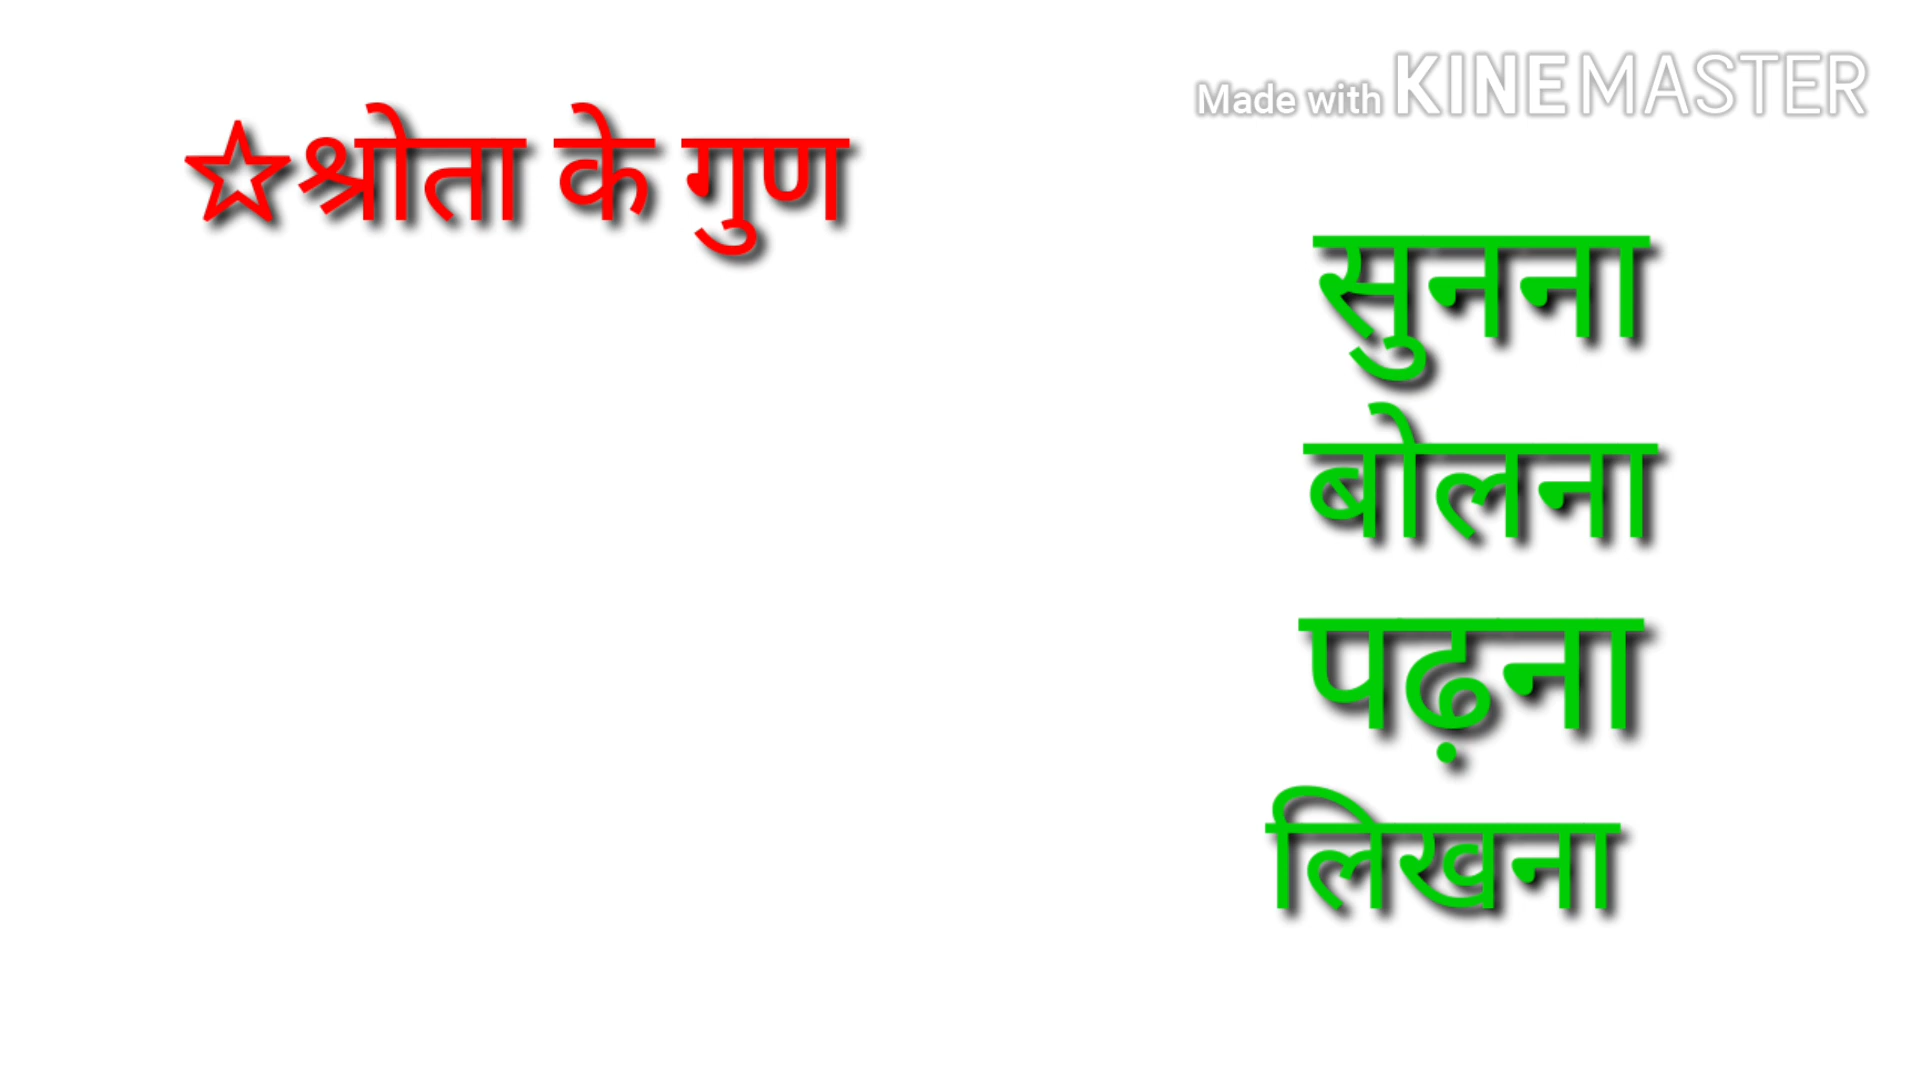 Made with KINEMASTER
☆श्रोता के गुण
सुनना
बोलना
पढ़ना
लिखना